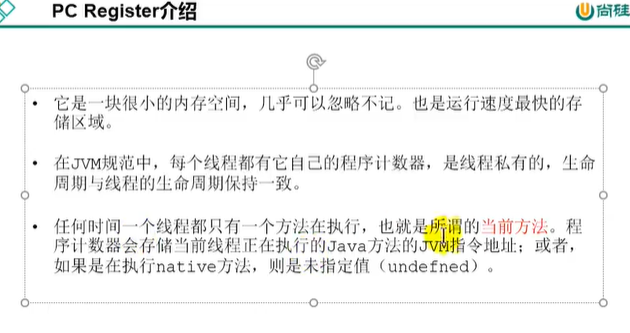 PC Register介绍
尚硅
• 它是一块很小的内存空间，几乎可以忽略不记。也是运行速度最快的存
储区域。
• 在JVM规范中，每个线程都有它自己的程序计数器，是线程私有的，生命
周期与线程的生命周期保持一致。
• 任何时间一个线程都只有一个方法在执行，也就是所谓的当前方法。程
序计数器会存储当前线程正在执行的Java方法的JVM指令地址；或者，
如果是在执行native方法，则是未指定值（undefned）。